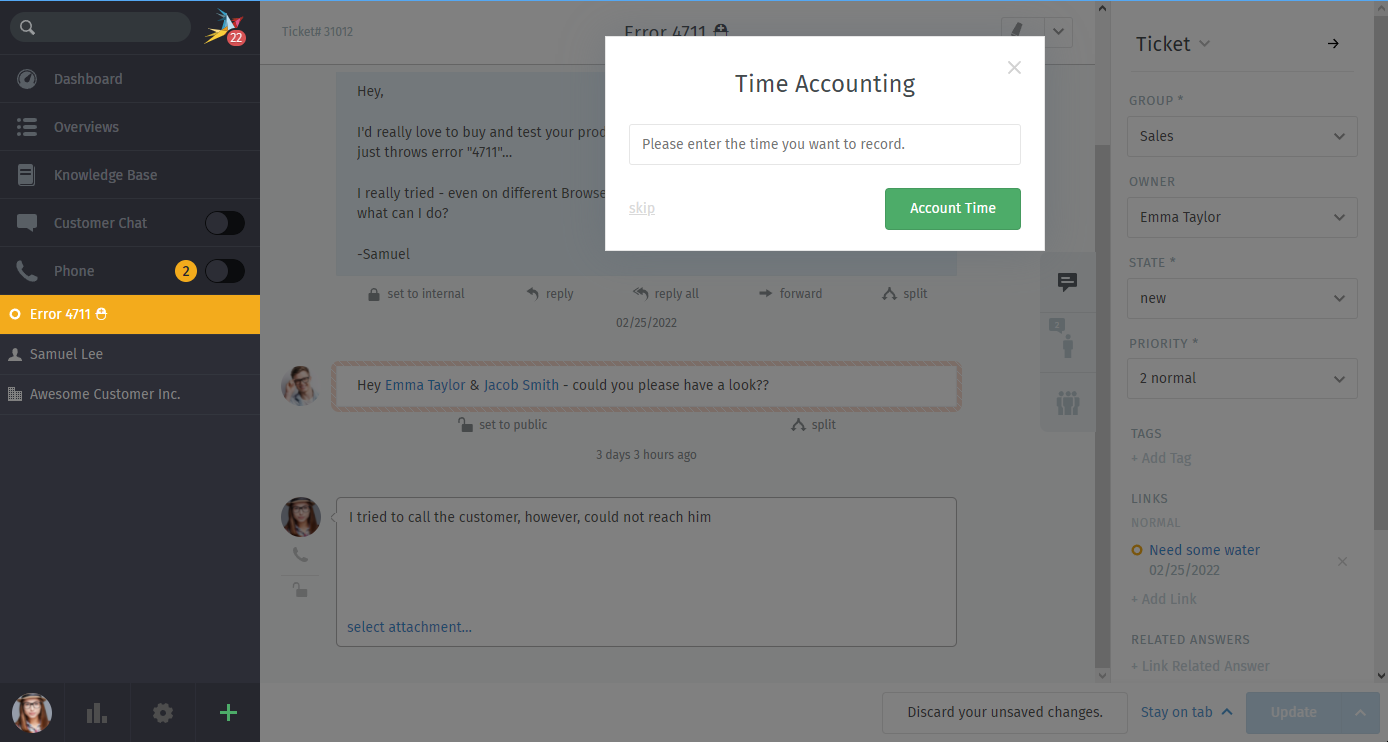 22
Dashboard
Overviews
Knowledge Base
Customer Chat
Phone
2
Error 4711
Samuel Lee
Awesome Customer Inc.
Ticket# 31012
Error 4711
Hey,
I'd really love to buy and test your
just throws error "4711"...
I really tried - even on different
what can I do?
-Samuel
set to internal
reply
reply all
forward
split
02/25/2022
Hey Emma Taylor & Jacob Smith - could you please have a look??
set to public
split
3 days 3 hours ago
I tried to call the customer, however, could not reach him
select attachment...
Time Accounting
Please enter the time you want to record.
skip
Account Time
2
Ticket
GROUP *
Sales
OWNER
Emma Taylor
STATE *
new
PRIORITY *
2 normal
TAGS
+ Add Tag
LINKS
NORMAL
Need some water
02/25/2022
+ Add Link
RELATED ANSWERS
+ Link Related Answer
Discard your unsaved changes.
Stay on tab
Update